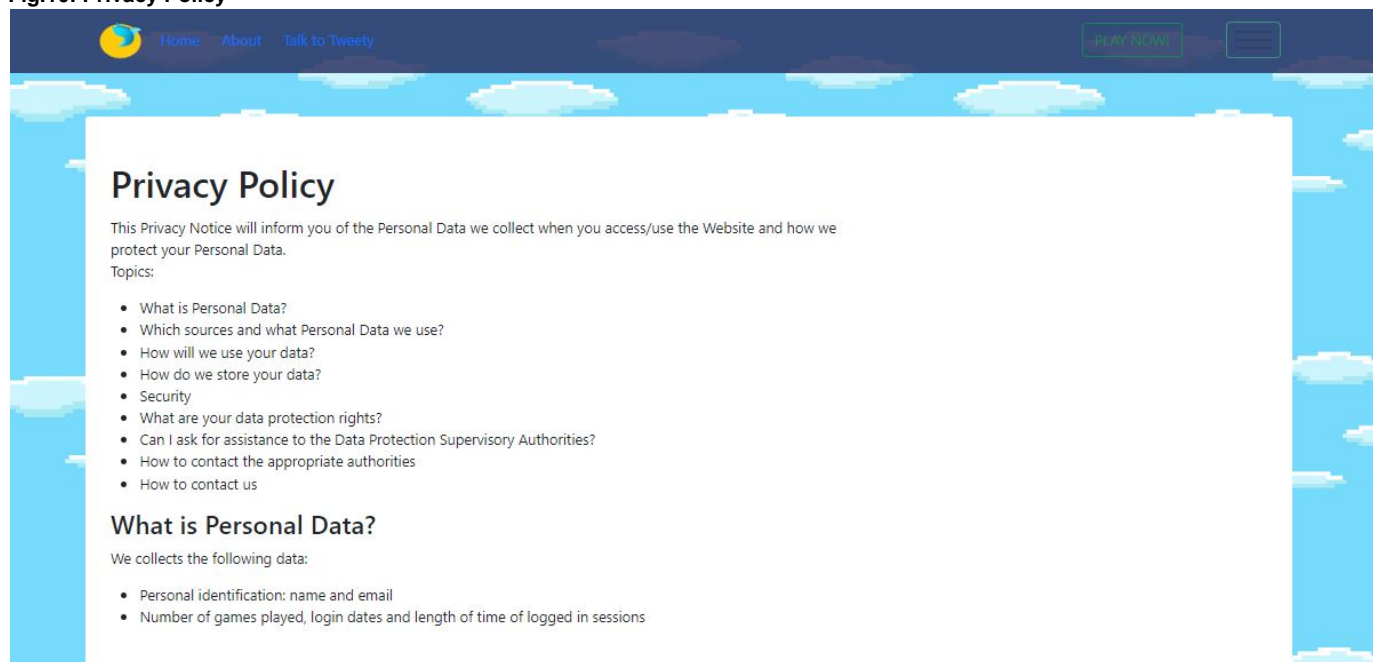 Fig.16. Privacy Policy
Home About Talk to Tweety PLAY NOW!
Privacy Policy
This Privacy Notice will inform you of the Personal Data we collect when you access/use the Website and how we
protect your Personal Data.
Topics:
What is Personal Data?
Which sources and what Personal Data we use?
How will we use your data?
How do we store your data?
Security
What are your data protection rights?
Can I ask for assistance to the Data Protection Supervisory Authorities?
How to contact the appropriate authorities
How to contact us
What is Personal Data?
We collects the following data:
Personal identification: name and email
Number of games played, login dates and length of time of logged in sessions